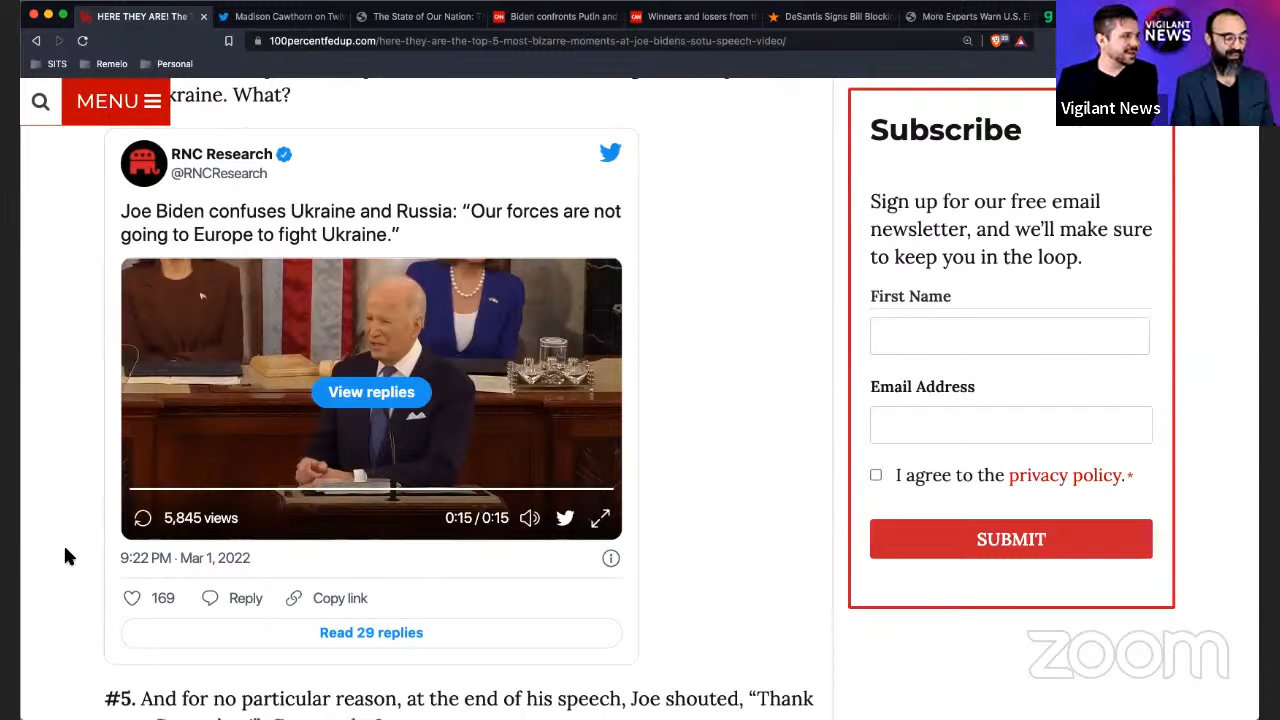 HERE THEY ARE! The
Madison Cawthorn on Twi
The State of Our Nation: T
Biden confronts Putin and
Winners and losers from th
DeSantis Signs Bill Blockin
More Experts Warn U.S. El
100percentfedup.com/here-they-are-the-top-5-most-bizarre-moments-at-joe-bidens-sotu-speech-video/
SITS
Remeio
Personal
VIGILANT
NEWS
Vigilant News
MENU
kraine. What?
RNC Research
@RNCResearch
Joe Biden confuses Ukraine and Russia: “Our forces are not
going to Europe to fight Ukraine.”
View replies
5,845 views
0:15 / 0:15
9:22 PM · Mar 1, 2022
169
Reply
Copy link
Read 29 replies
#5. And for no particular reason, at the end of his speech, Joe shouted, “Thank
Subscribe
Sign up for our free email
newsletter, and we’ll make sure
to keep you in the loop.
First Name
Email Address
I agree to the privacy policy.*
SUBMIT
zoom